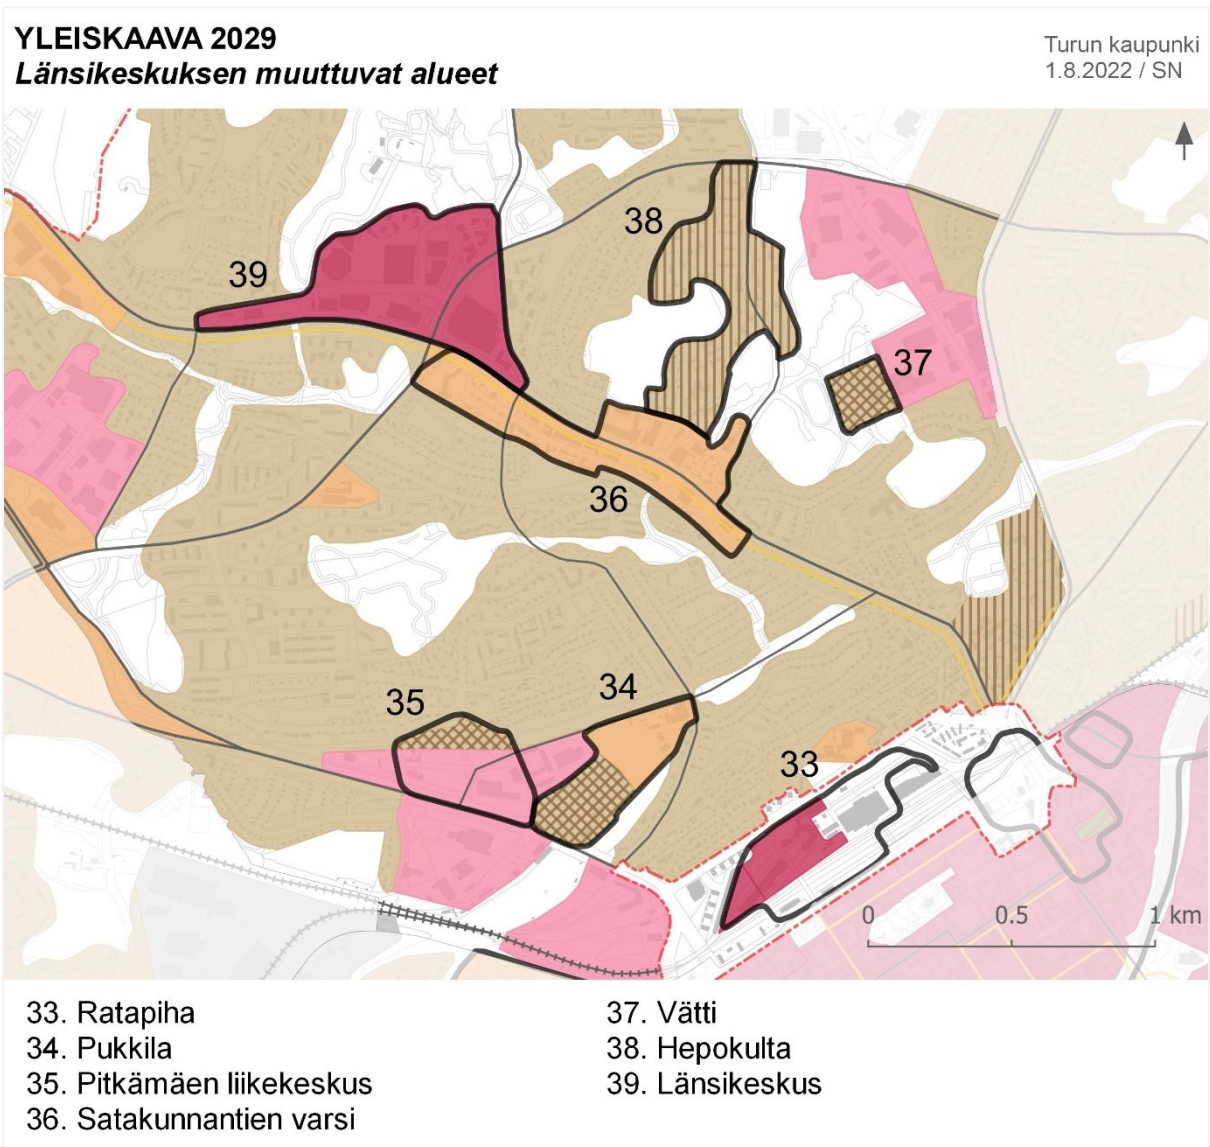 YLEISKAAVA 2029
Länsikeskuksen muuttuvat alueet
Turun kaupunki
1.8.2022 / SN
38
39
37
36
35
34
33
0 0.5 1 km
33. Ratapiha
34. Pukkila
35. Pitkämäen liikekeskus
36. Satakunnantien varsi
37. Vätti
38. Hepokulta
39. Länsikeskus